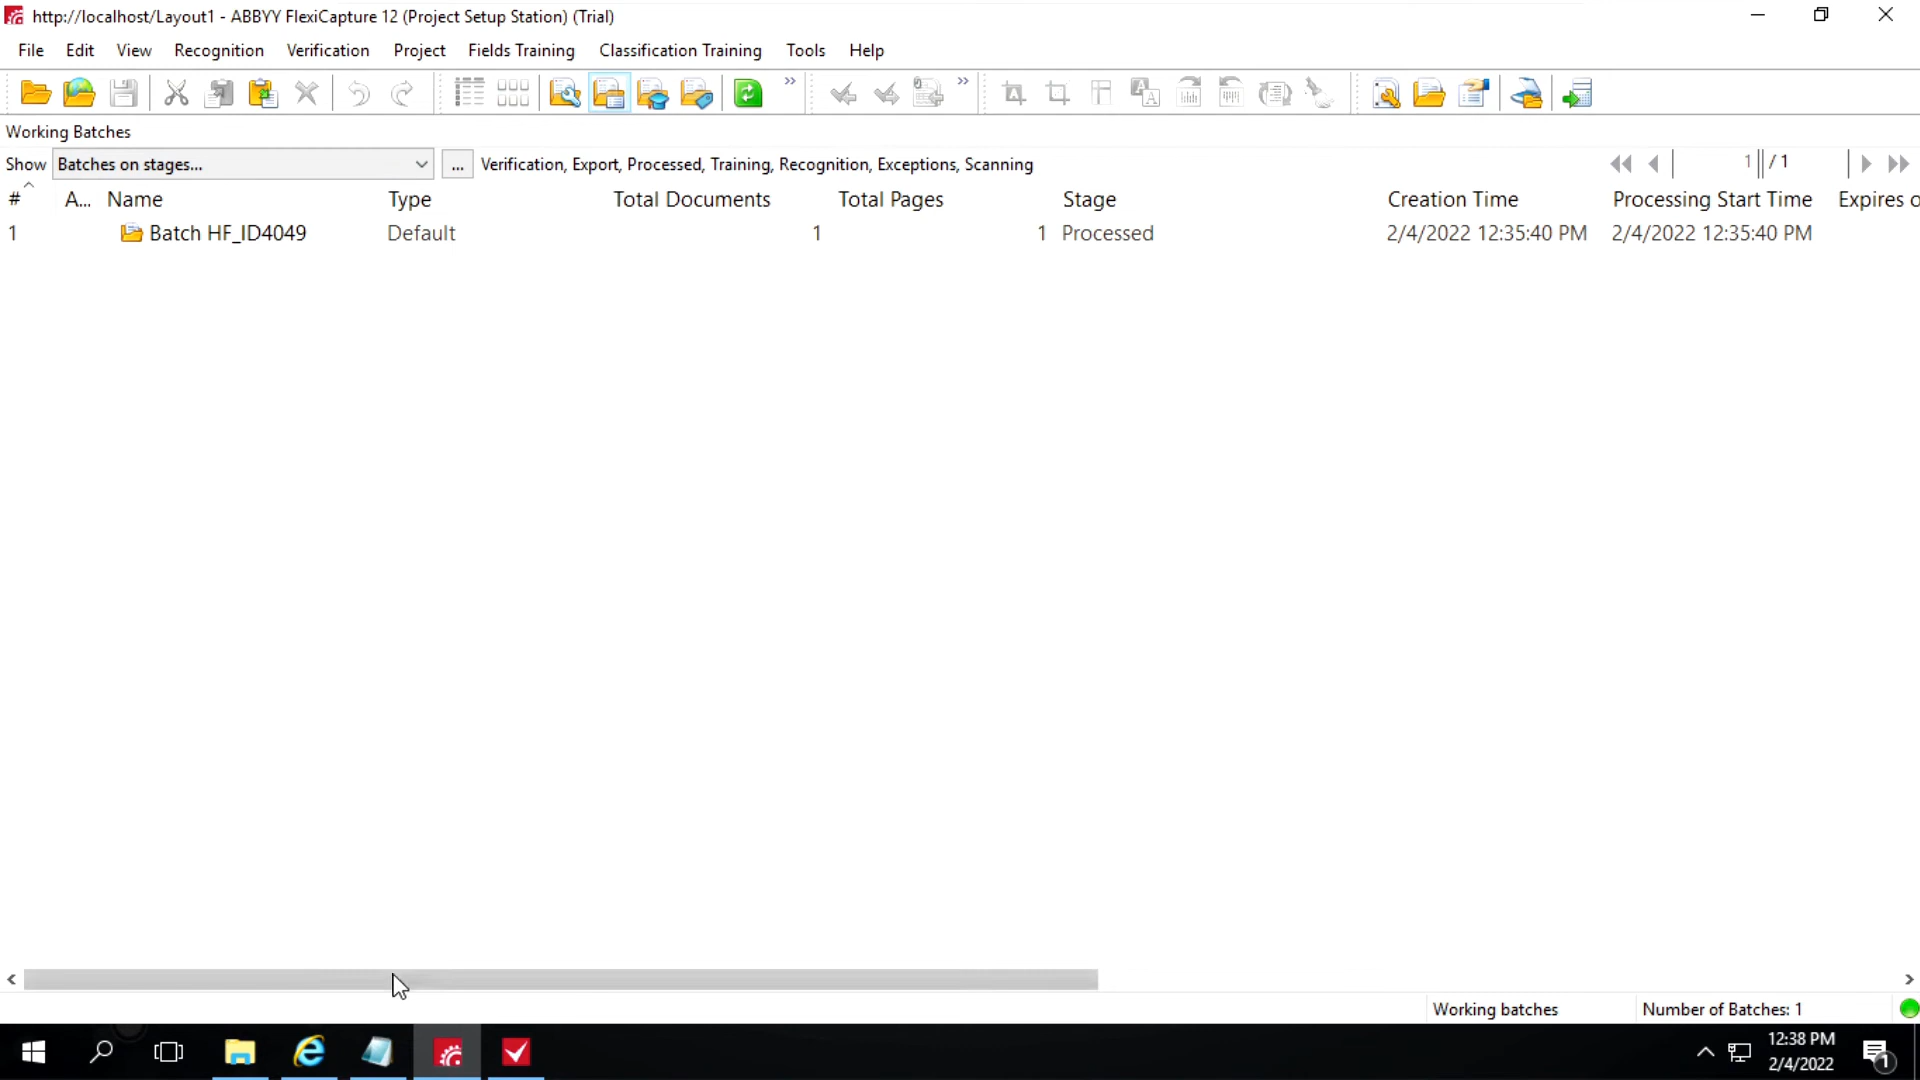 http://localhost/Layout1 - ABBYY FlexiCapture 12 (Project Setup Station) (Trial)
File Edit View Recognition Verification Project Fields Training Classification Training Tools Help
Working Batches
Show Batches on stages... ... Verification, Export, Processed, Training, Recognition, Exceptions, Scanning 1 / 1
# A... Name Type Total Documents Total Pages Stage Creation Time Processing Start Time Expires o
1 Batch HF_ID4049 Default 1 1 Processed 2/4/2022 12:35:40 PM 2/4/2022 12:35:40 PM
Working batches Number of Batches: 1
12:38 PM
2/4/2022
1